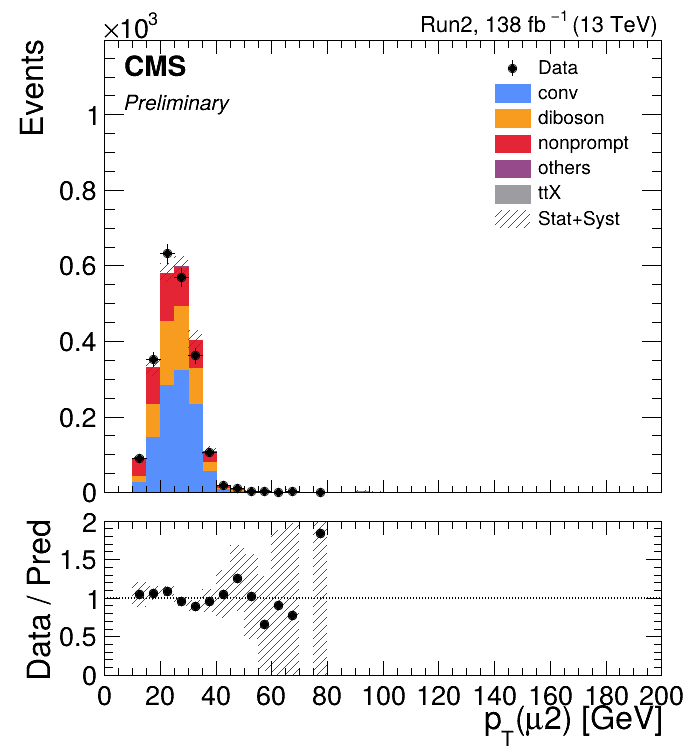 ×10³
Run2, 138 fb⁻¹ (13 TeV)
CMS
Preliminary
Events
1
0.8
0.6
0.4
0.2
0
Data
conv
diboson
nonprompt
others
ttX
Stat+Syst
Data / Pred
2
1.5
1
0.5
0
0 20 40 60 80 100 120 140 160 180 200
p_T(μ2) [GeV]